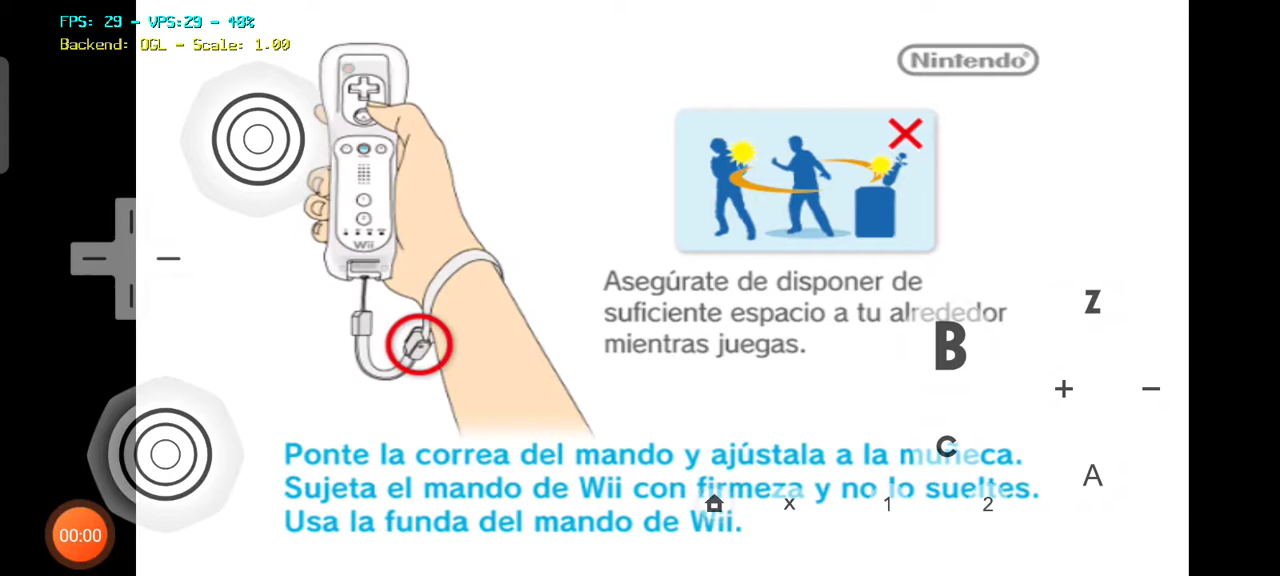 FPS: 29 - VPS:29 - 48%
Backend: OGL - Scale: 1.00
Nintendo®
Wii
Asegúrate de disponer de
suficiente espacio a tu alrededor
mientras juegas.
Z
B
+ -
C
A
Ponte la correa del mando y ajústala a la muñeca.
Sujeta el mando de Wii con firmeza y no lo sueltes.
Usa la funda del mando de Wii.
x 1 2
00:00